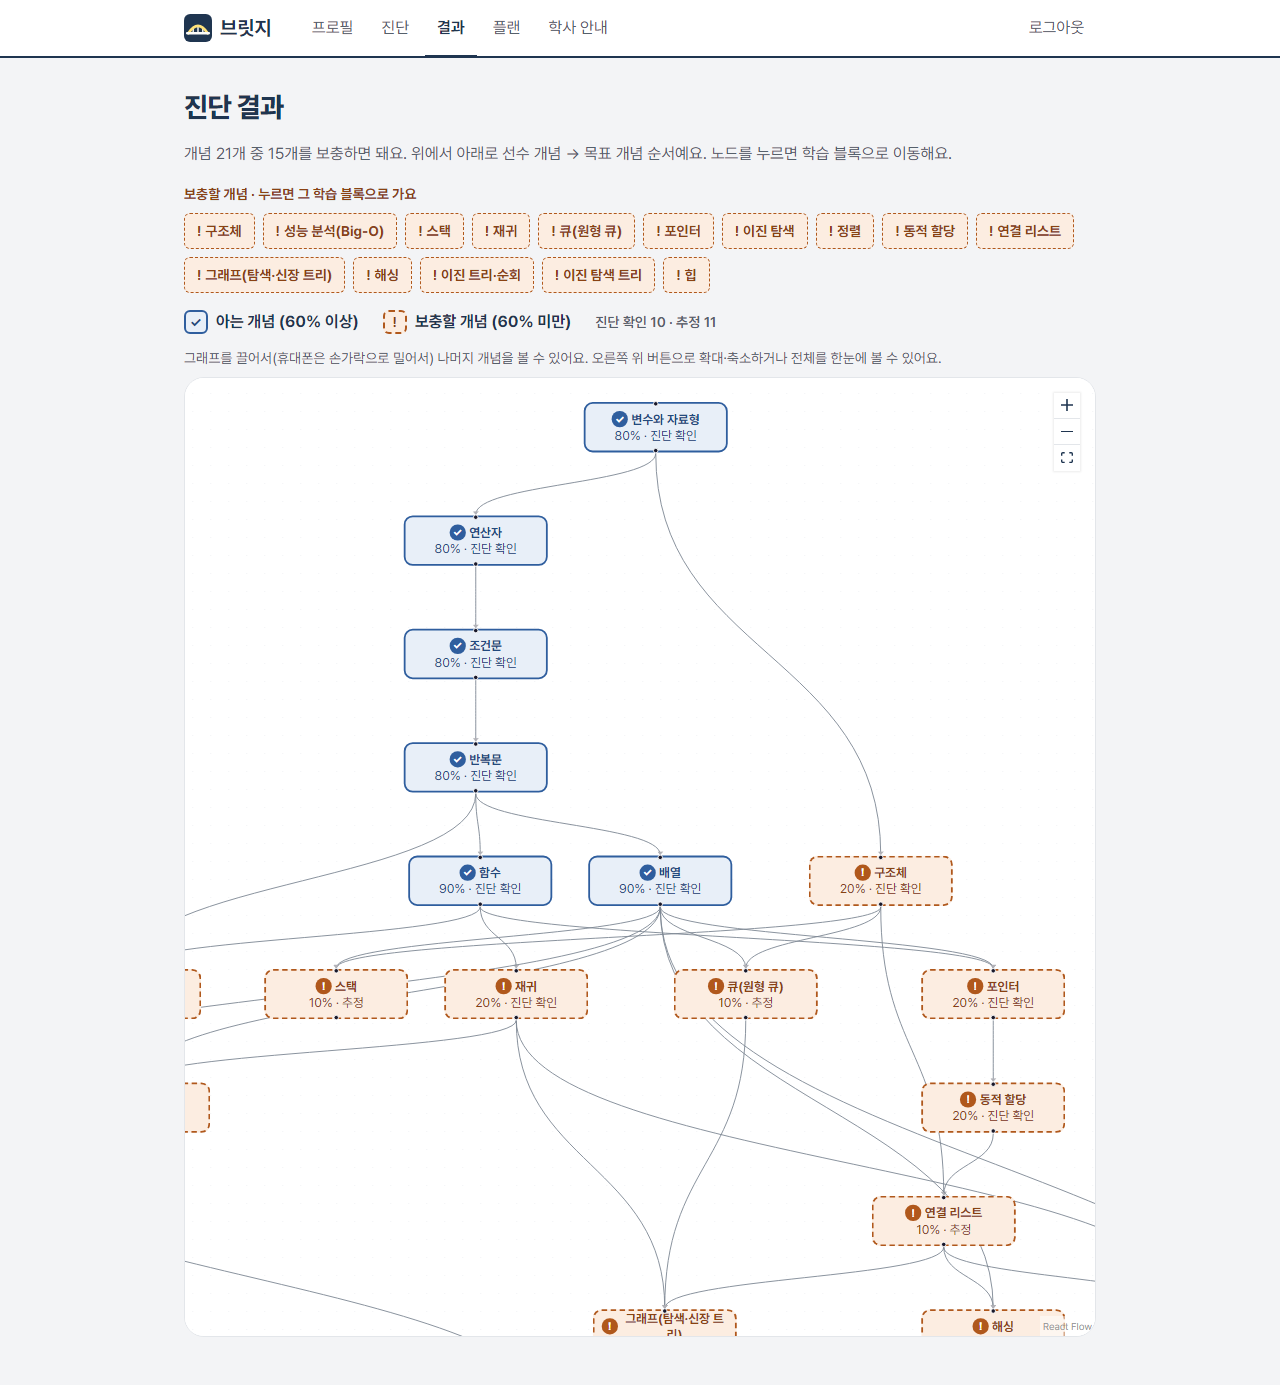 브릿지 프로필 진단 결과 플랜 학사 안내 로그아웃
진단 결과
개념 21개 중 15개를 보충하면 돼요. 위에서 아래로 선수 개념 → 목표 개념 순서예요. 노드를 누르면 학습 블록으로 이동해요.
보충할 개념 · 누르면 그 학습 블록으로 가요
! 구조체 ! 성능 분석(Big-O) ! 스택 ! 재귀 ! 큐(원형 큐) ! 포인터 ! 이진 탐색 ! 정렬 ! 동적 할당 ! 연결 리스트
! 그래프(탐색·신장 트리) ! 해싱 ! 이진 트리·순회 ! 이진 탐색 트리 ! 힙
아는 개념 (60% 이상) ! 보충할 개념 (60% 미만) 진단 확인 10 · 추정 11
그래프를 끌어서(휴대폰은 손가락으로 밀어서) 나머지 개념을 볼 수 있어요. 오른쪽 위 버튼으로 확대·축소하거나 전체를 한눈에 볼 수 있어요.
변수와 자료형
80% · 진단 확인
연산자
80% · 진단 확인
조건문
80% · 진단 확인
반복문
80% · 진단 확인
함수
90% · 진단 확인
배열
90% · 진단 확인
! 구조체
20% · 진단 확인
! 스택
10% · 추정
! 재귀
20% · 진단 확인
! 큐(원형 큐)
10% · 추정
! 포인터
20% · 진단 확인
! 동적 할당
20% · 진단 확인
! 연결 리스트
10% · 추정
! 그래프(탐색·신장 트
리)
! 해싱
React Flow